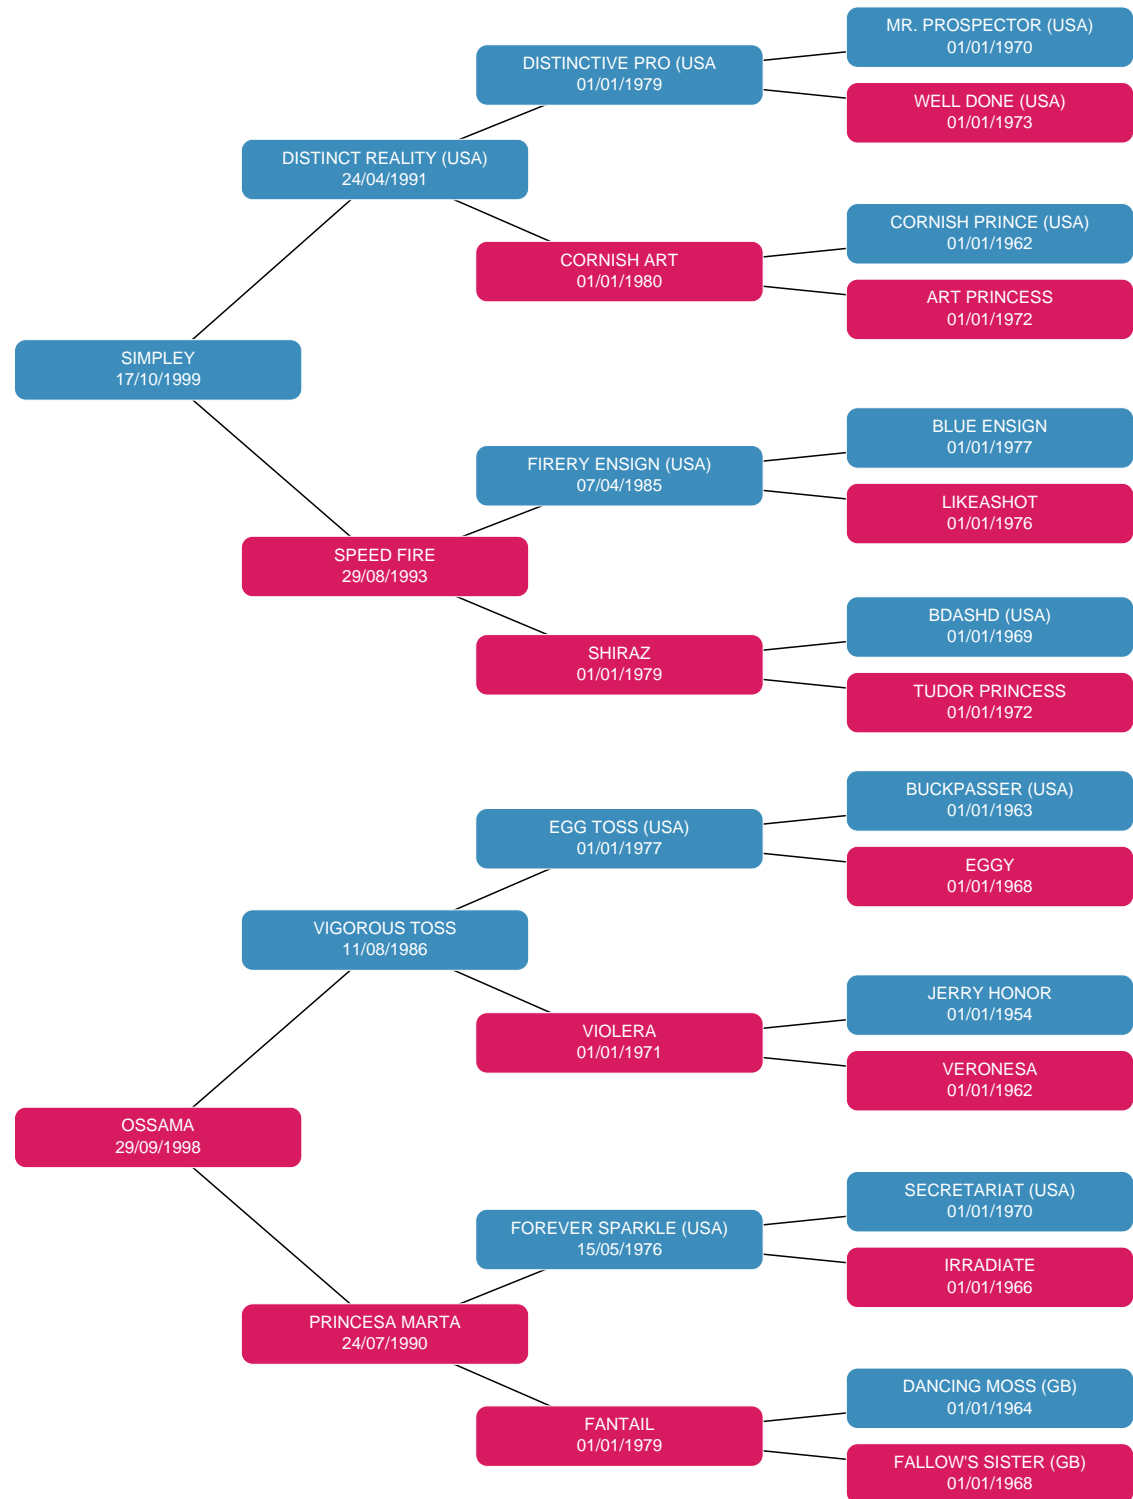 MR. PROSPECTOR (USA)
01/01/1970
DISTINCTIVE PRO (USA
01/01/1979
WELL DONE (USA)
01/01/1973
DISTINCT REALITY (USA)
24/04/1991
CORNISH PRINCE (USA)
01/01/1962
CORNISH ART
01/01/1980
ART PRINCESS
01/01/1972
SIMPLEY
17/10/1999
BLUE ENSIGN
01/01/1977
FIRERY ENSIGN (USA)
07/04/1985
LIKEASHOT
01/01/1976
SPEED FIRE
29/08/1993
BDASHD (USA)
01/01/1969
SHIRAZ
01/01/1979
TUDOR PRINCESS
01/01/1972
BUCKPASSER (USA)
01/01/1963
EGG TOSS (USA)
01/01/1977
EGGY
01/01/1968
VIGOROUS TOSS
11/08/1986
JERRY HONOR
01/01/1954
VIOLERA
01/01/1971
VERONESA
01/01/1962
OSSAMA
29/09/1998
SECRETARIAT (USA)
01/01/1970
FOREVER SPARKLE (USA)
15/05/1976
IRRADIATE
01/01/1966
PRINCESA MARTA
24/07/1990
DANCING MOSS (GB)
01/01/1964
FANTAIL
01/01/1979
FALLOW'S SISTER (GB)
01/01/1968